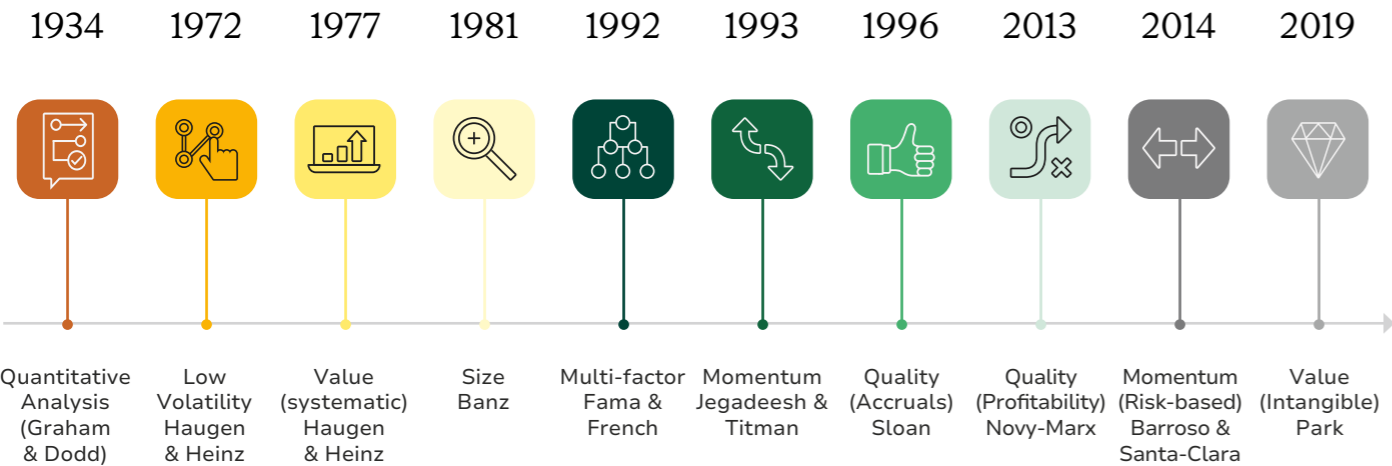 1934
1972
1977
1981
1992
1993
1996
2013
2014
2019
Quantitative
Analysis
(Graham
& Dodd)
Low
Volatility
Haugen
& Heinz
Value
(systematic)
Haugen
& Heinz
Size
Banz
Multi-factor
Fama &
French
Momentum
Jegadeesh &
Titman
Quality
(Accruals)
Sloan
Quality
(Profitability)
Novy-Marx
Momentum
(Risk-based)
Barroso &
Santa-Clara
Value
(Intangible)
Park